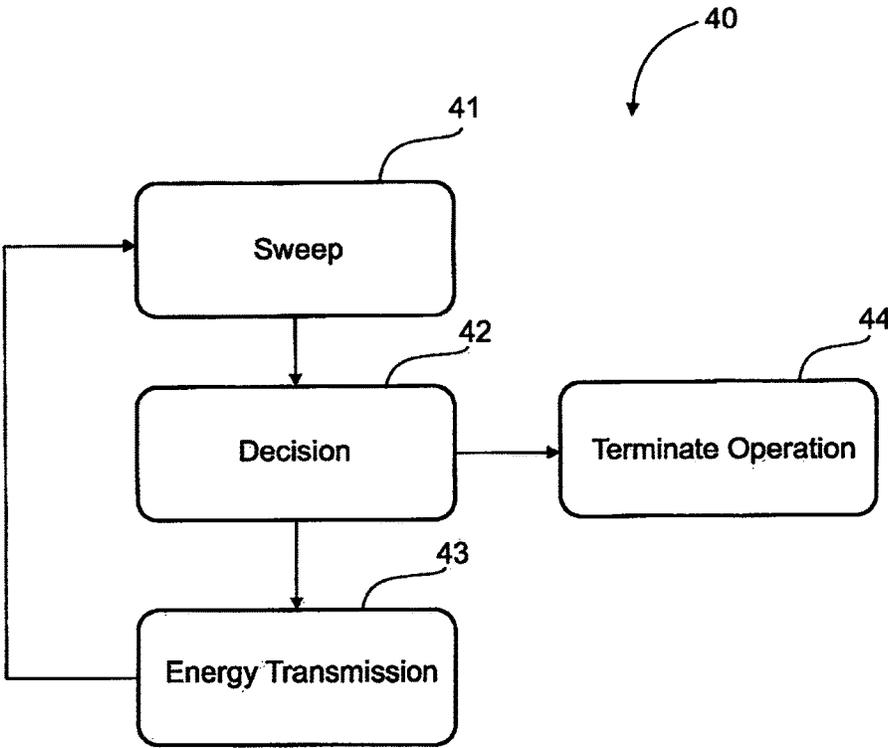 40
41
Sweep
42
44
Decision
Terminate Operation
43
Energy Transmission